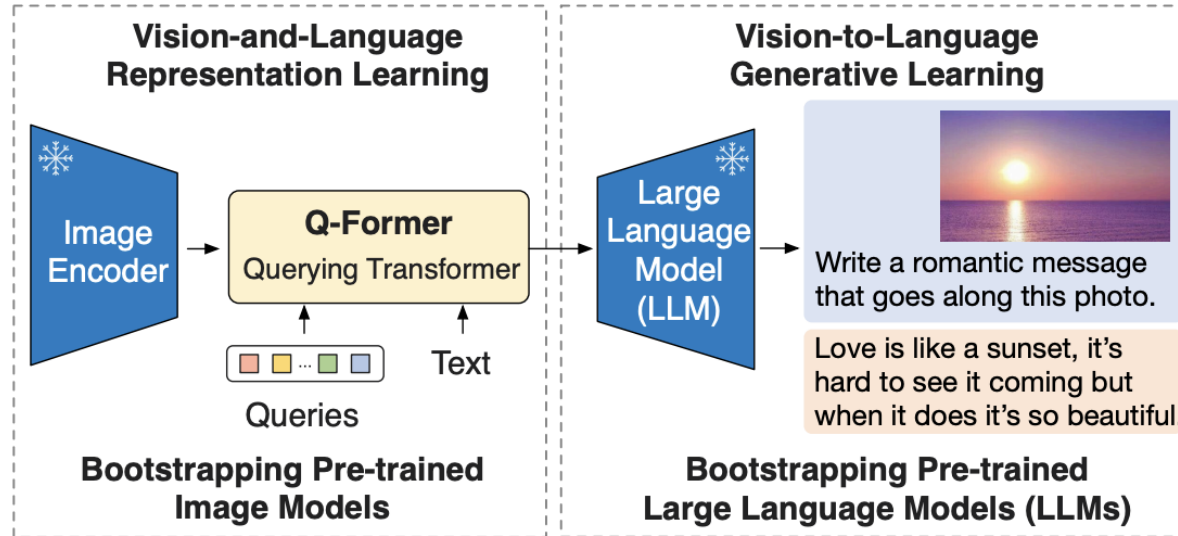 Vision-and-Language
Representation Learning
Image
Encoder
Q-Former
Querying Transformer
...
Queries
Text
Bootstrapping Pre-trained
Image Models
Vision-to-Language
Generative Learning
Large
Language
Model
(LLM)
Write a romantic message
that goes along this photo.
Love is like a sunset, it's
hard to see it coming but
when it does it's so beautiful.
Bootstrapping Pre-trained
Large Language Models (LLMs)